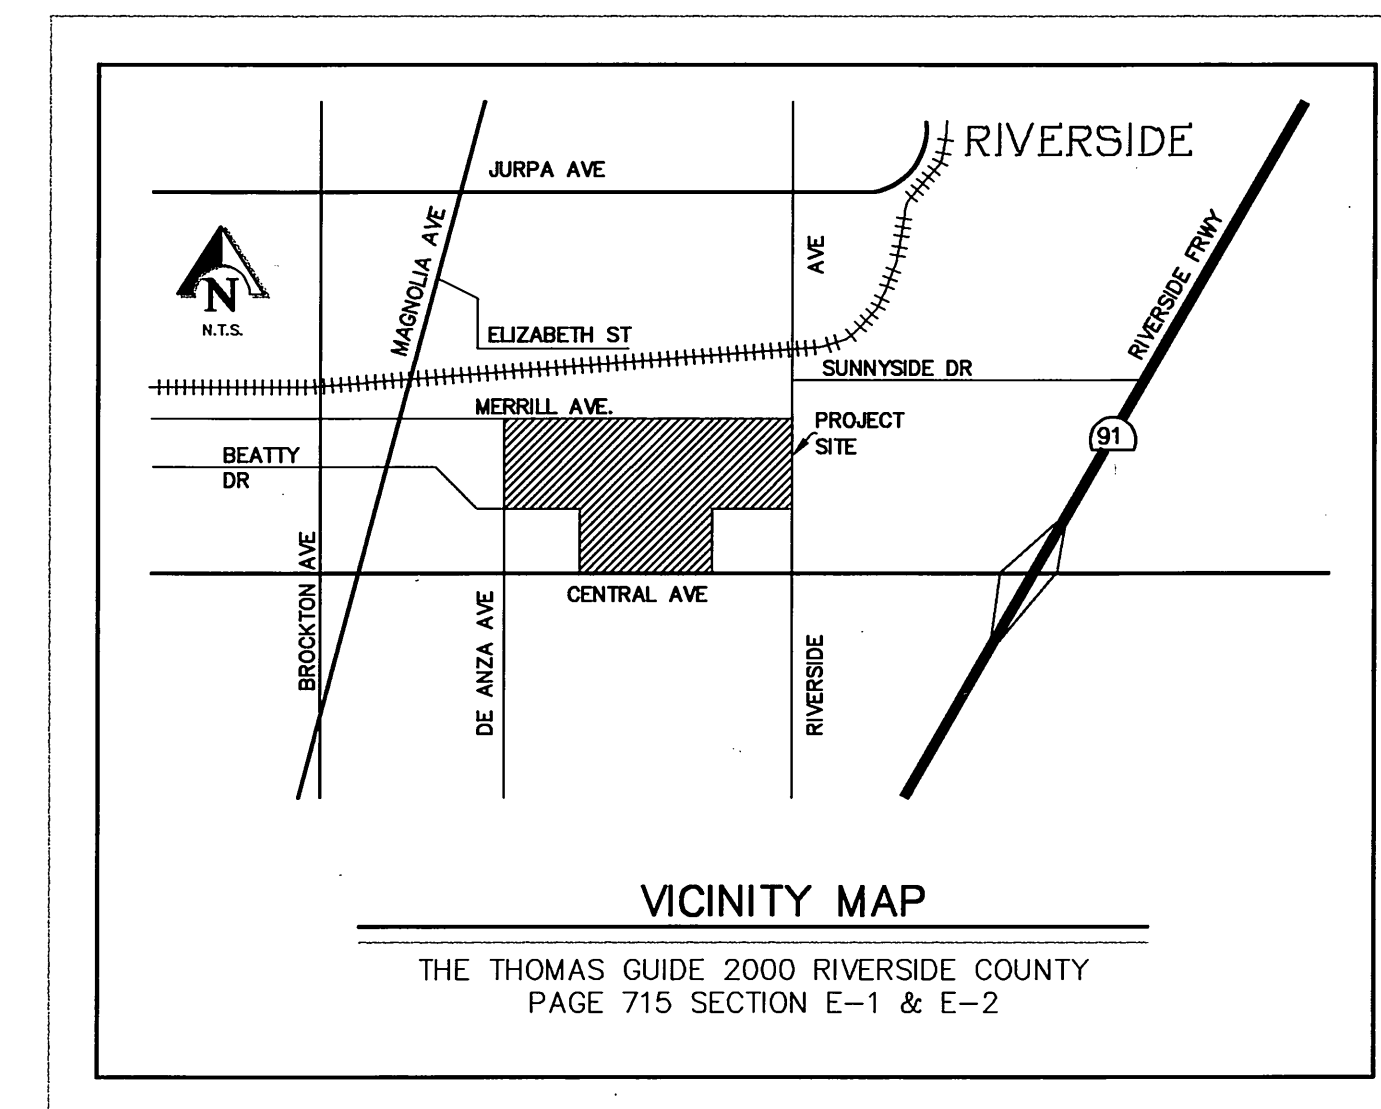 RIVERSIDE
JURPA AVE
MAGNOLIA AVE
AVE
RIVERSIDE FRWY
N
N.T.S.
ELIZABETH ST
SUNNYSIDE DR
MERRILL AVE.
PROJECT
SITE
91
BEATTY
DR
BROCKTON AVE
CENTRAL AVE
DE ANZA AVE
RIVERSIDE
VICINITY MAP
THE THOMAS GUIDE 2000 RIVERSIDE COUNTY
PAGE 715 SECTION E-1 & E-2